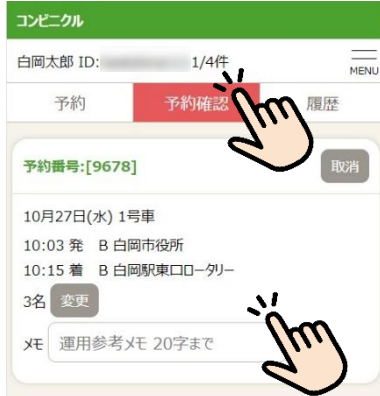 コンビニクル
白岡太郎 ID: 1/4件
MENU
予約 予約確認 履歴
予約番号:[9678] 取消
10月27日(水) 1号車
10:03 発 B 白岡市役所
10:15 着 B 白岡駅東口ロータリー
3名 変更
メモ 運用参考メモ 20字まで